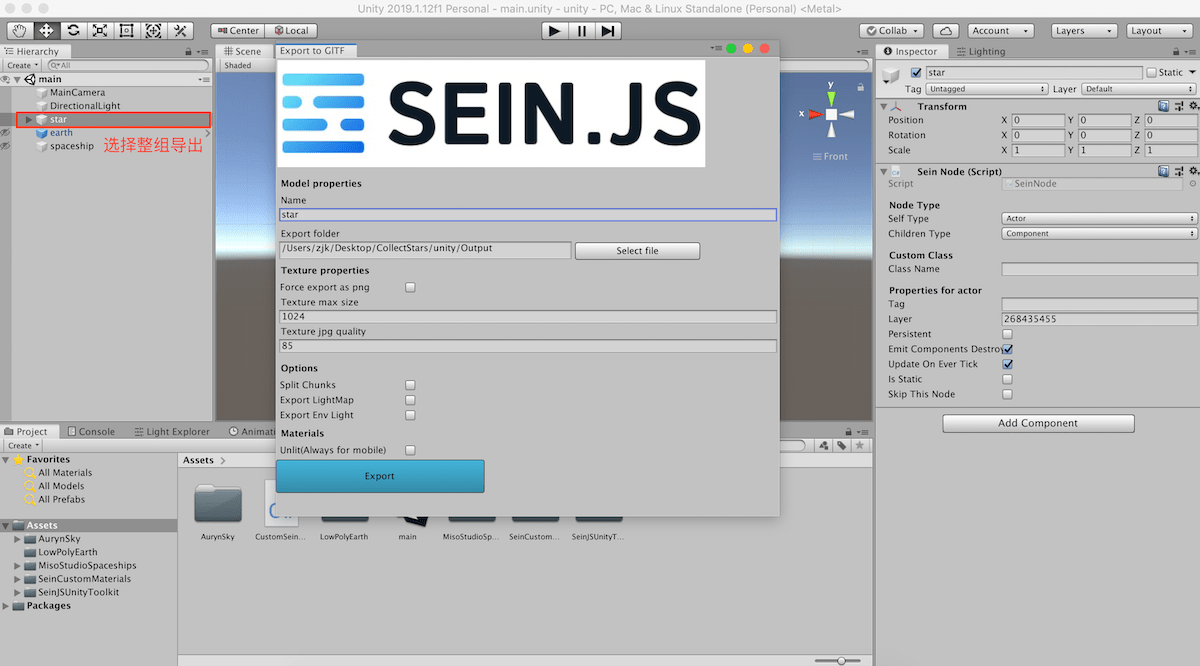 Unity 2019.1.12f1 Personal - main.unity - unity - PC, Mac & Linux Standalone (Personal) <Metal>
Center Local
Collab Account Layers Layout
Hierarchy
Create All
main
MainCamera
DirectionalLight
star
earth
spaceship 选择整组导出
Scene
Shaded
Export to GlTF
SEIN.JS
Model properties
Name
star
Export folder
/Users/zjk/Desktop/CollectStars/unity/Output Select file
Texture properties
Force export as png
Texture max size
1024
Texture jpg quality
85
Options
Split Chunks
Export LightMap
Export Env Light
Materials
Unlit(Always for mobile)
Export
y
x
Front
Inspector Lighting
star Static
Tag Untagged Layer Default
Transform
Position X 0 Y 0 Z 0
Rotation X 0 Y 0 Z 0
Scale X 1 Y 1 Z 1
Sein Node (Script)
Script SeinNode
Node Type
Self Type Actor
Children Type Component
Custom Class
Class Name
Properties for actor
Tag
Layer 268435455
Persistent
Emit Components Destro
Update On Ever Tick
Is Static
Skip This Node
Add Component
Project Console Light Explorer Animati
Create
Favorites
All Materials
All Models
All Prefabs
Assets
AurynSky
LowPolyEarth
MisoStudioSpaceships
SeinCustomMaterials
SeinJSUnityToolkit
Packages
Assets
AurynSky CustomSein... LowPolyEarth main MisoStudioSp... SeinCustom... SeinJSUnityT...